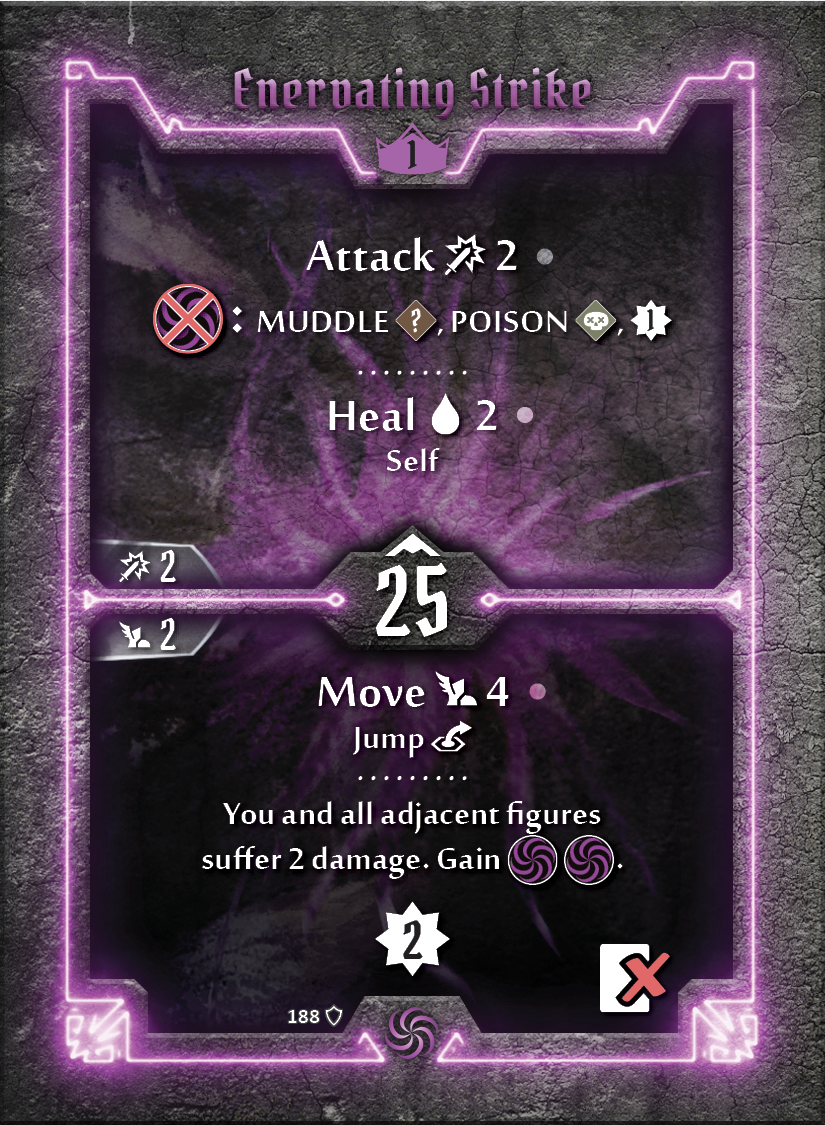 Enervating Strike
1
Attack 2
: MUDDLE ?, POISON , 1
.........
Heal 2
Self
2
25
2
Move 4
Jump
.........
You and all adjacent figures
suffer 2 damage. Gain .
2
188